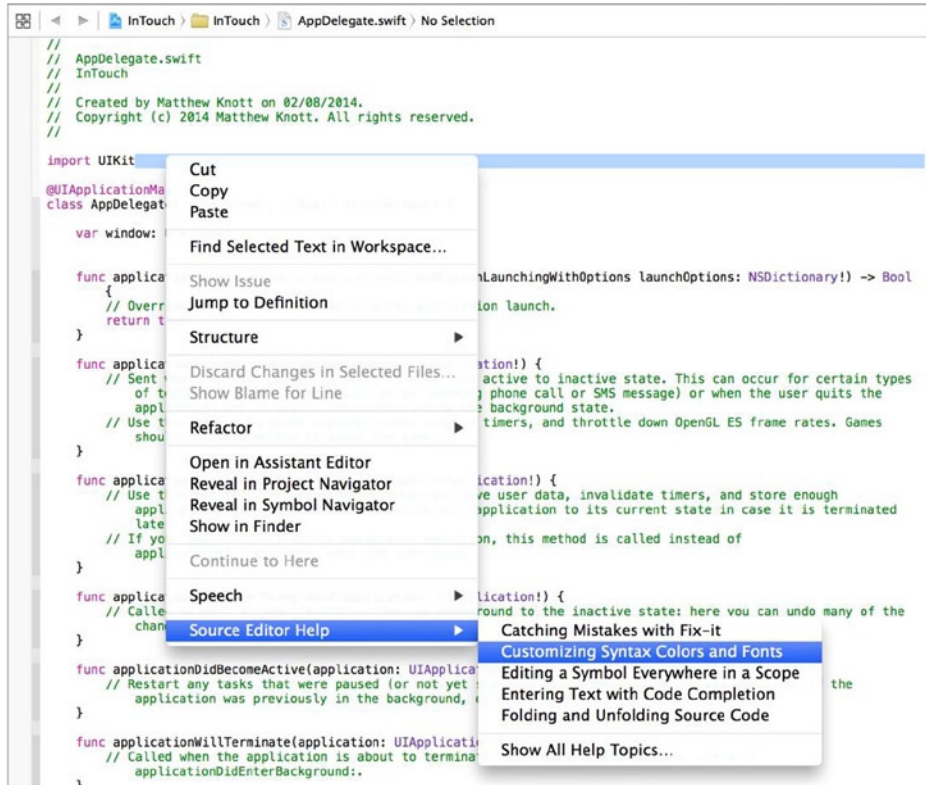 InTouch InTouch AppDelegate.swift No Selection
//
// AppDelegate.swift
// InTouch
//
// Created by Matthew Knott on 02/08/2014.
// Copyright (c) 2014 Matthew Knott. All rights reserved.
//
import UIKit
@UIApplicationMa
class AppDelegat
var window:
func applica
nLaunchingWithOptions launchOptions: NSDictionary!) -> Bool
{
// Overr
ion launch.
return t
}
func applica
ation!) {
// Sent
active to inactive state. This can occur for certain types
of te
phone call or SMS message) or when the user quits the
appl
e background state.
// Use t
timers, and throttle down OpenGL ES frame rates. Games
shou
}
func applica
ication!) {
// Use t
ve user data, invalidate timers, and store enough
appl
application to its current state in case it is terminated
late
// If yo
on, this method is called instead of
appl
}
func applica
lication!) {
// Calle
round to the inactive state: here you can undo many of the
chan
}
func applicationDidBecomeActive(application: UIApplica
// Restart any tasks that were paused (or not yet s
the
application was previously in the background,
}
func applicationWillTerminate(application: UIApplicati
// Called when the application is about to termina
applicationDidEnterBackground:.
}
Cut
Copy
Paste
Find Selected Text in Workspace...
Show Issue
Jump to Definition
Structure
Discard Changes in Selected Files...
Show Blame for Line
Refactor
Open in Assistant Editor
Reveal in Project Navigator
Reveal in Symbol Navigator
Show in Finder
Continue to Here
Speech
Source Editor Help
Catching Mistakes with Fix-it
Customizing Syntax Colors and Fonts
Editing a Symbol Everywhere in a Scope
Entering Text with Code Completion
Folding and Unfolding Source Code
Show All Help Topics...